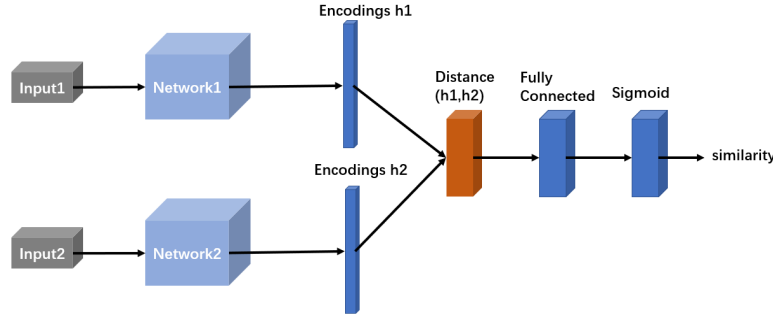 Encodings h1
Input1
Network1
Distance
(h1,h2)
Fully
Connected
Sigmoid
similarity
Encodings h2
Input2
Network2